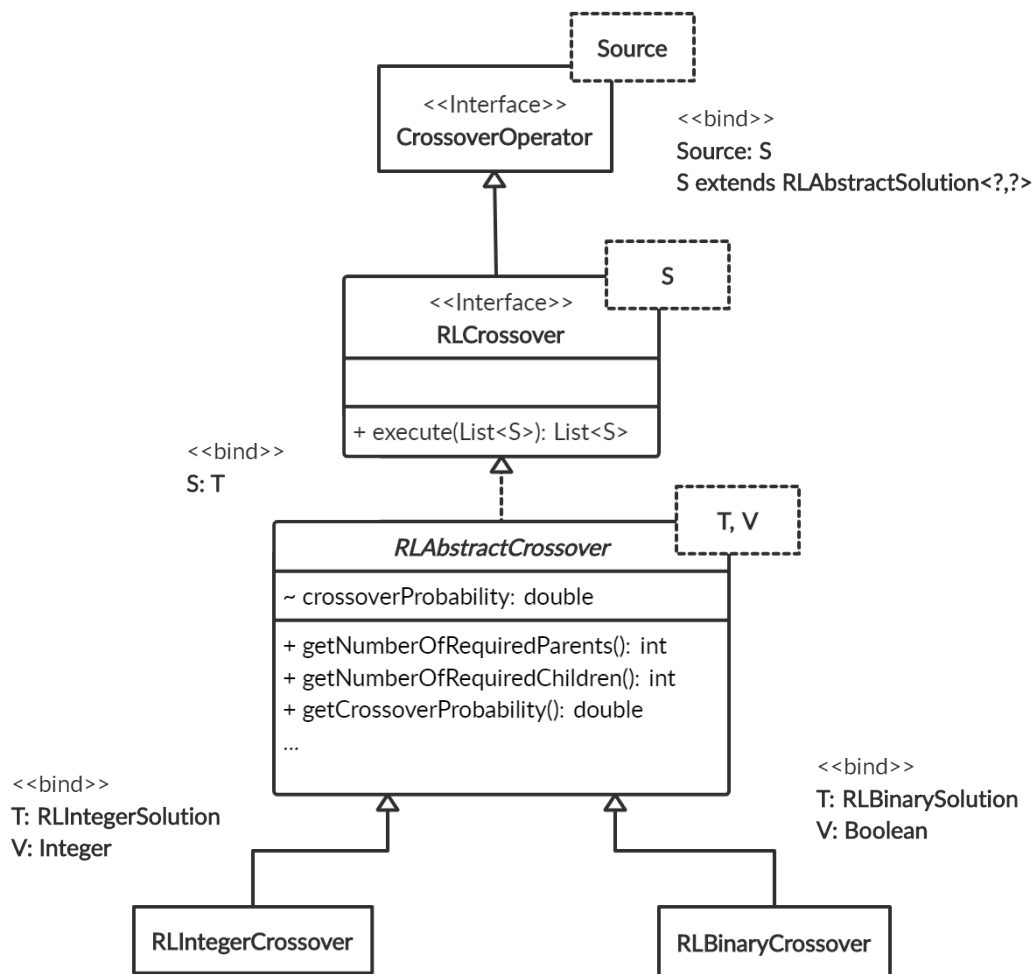 Source
<<Interface>>
CrossoverOperator
<<bind>>
Source: S
S extends RLAbstractSolution<?,?>
S
<<Interface>>
RLCrossover
+ execute(List<S>): List<S>
<<bind>>
S: T
T, V
RLAbstractCrossover
~ crossoverProbability: double
+ getNumberOfRequiredParents(): int
+ getNumberOfRequiredChildren(): int
+ getCrossoverProbability(): double
...
<<bind>>
T: RLIntegerSolution
V: Integer
<<bind>>
T: RLBinarySolution
V: Boolean
RLIntegerCrossover
RLBinaryCrossover